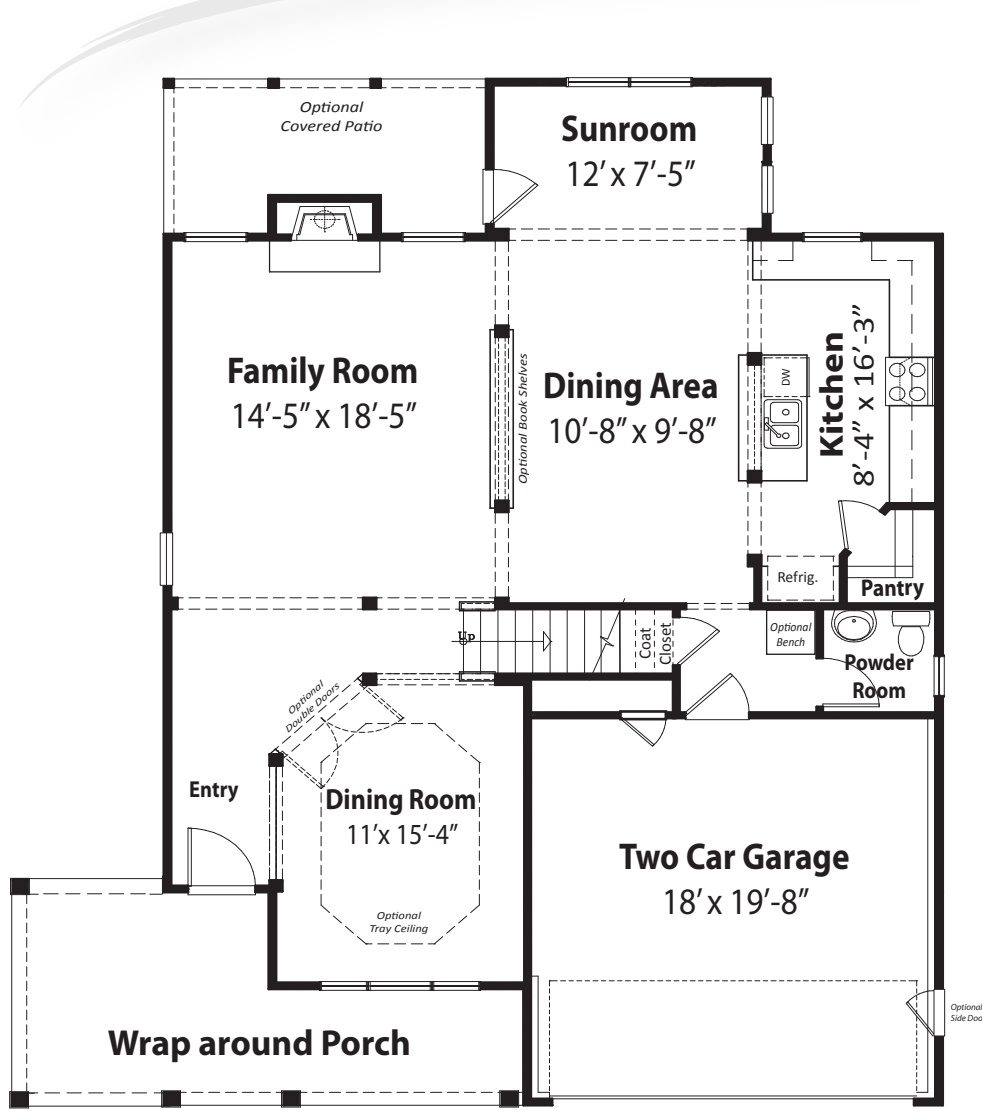 Optional
Covered Patio
Sunroom
12’ x 7’-5”
Family Room
14’-5” x 18’-5”
Optional Book Shelves
Dining Area
10’-8” x 9’-8”
DW
Kitchen
8’-4” x 16’-3”
Refrig.
Pantry
Up
Coat
Closet
Optional
Bench
Powder
Room
Optional
Double Doors
Entry
Dining Room
11’x 15’-4”
Optional
Tray Ceiling
Two Car Garage
18’ x 19’-8”
Optional
Side Doo
Wrap around Porch